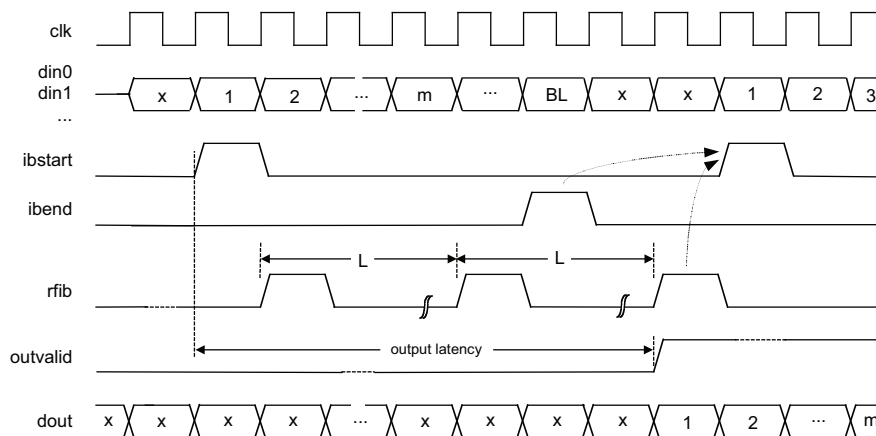 clk
din0
din1
...
x 1 2 ... m ... BL x x 1 2 3
ibstart
ibend
L L
rfib
output latency
outvalid
dout
x x x x ... x x x x 1 2 ... m